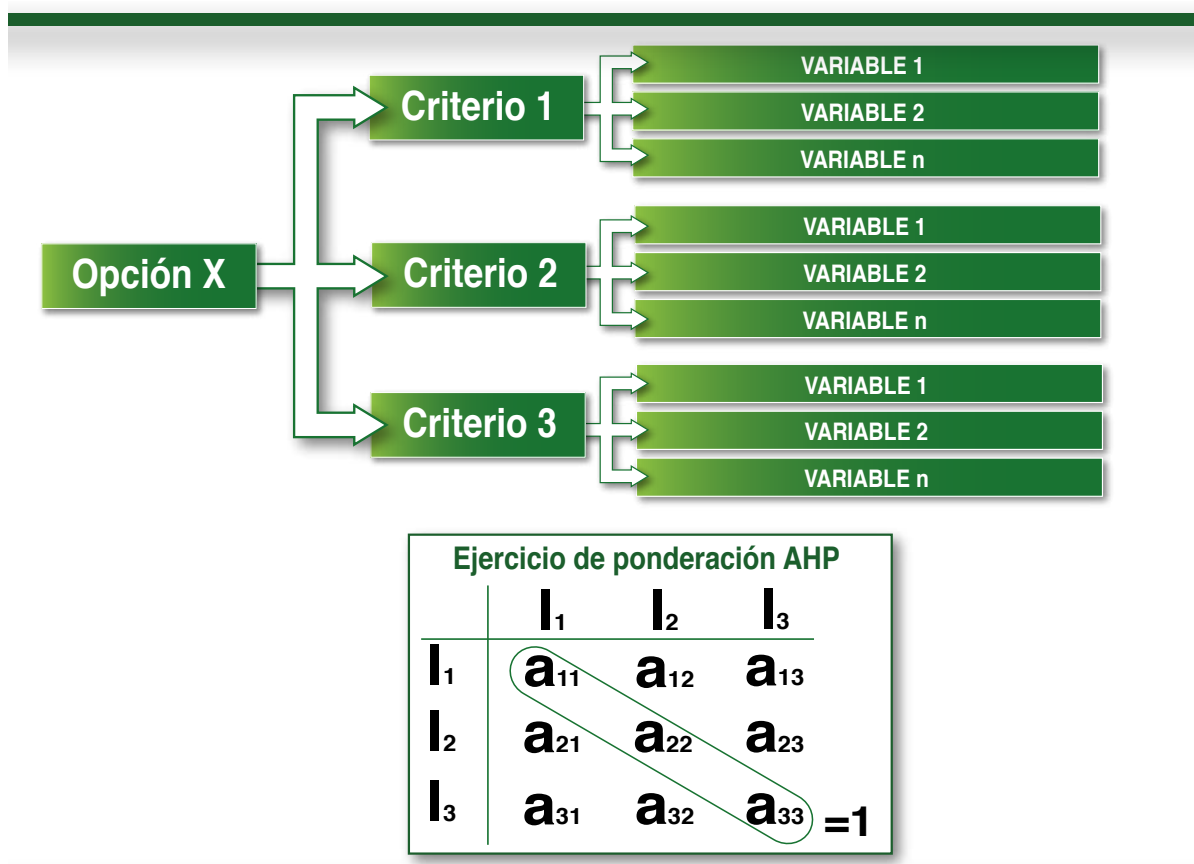 Opción X
Criterio 1
VARIABLE 1
VARIABLE 2
VARIABLE n
Criterio 2
VARIABLE 1
VARIABLE 2
VARIABLE n
Criterio 3
VARIABLE 1
VARIABLE 2
VARIABLE n
Ejercicio de ponderación AHP
I₁ I₂ I₃
I₁ a₁₁ a₁₂ a₁₃
I₂ a₂₁ a₂₂ a₂₃
I₃ a₃₁ a₃₂ a₃₃ =1